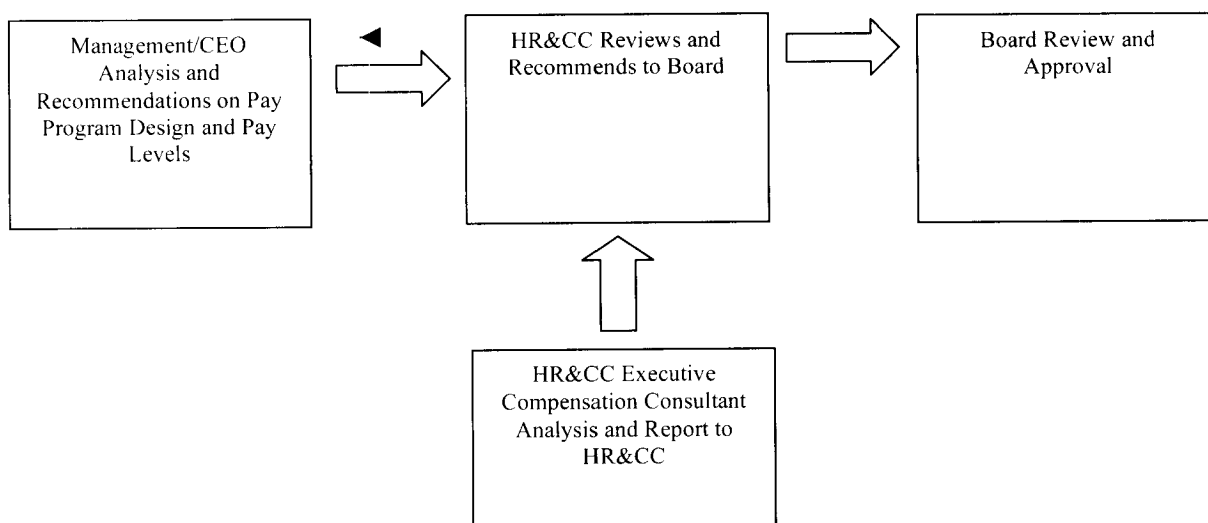 Management/CEO
Analysis and
Recommendations on Pay
Program Design and Pay
Levels
HR&CC Reviews and
Recommends to Board
Board Review and
Approval
HR&CC Executive
Compensation Consultant
Analysis and Report to
HR&CC